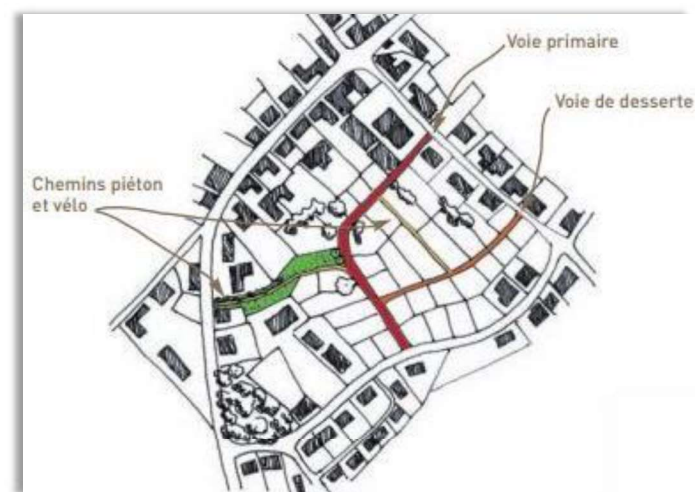 Voie primaire
Voie de desserte
Chemins piéton
et vélo